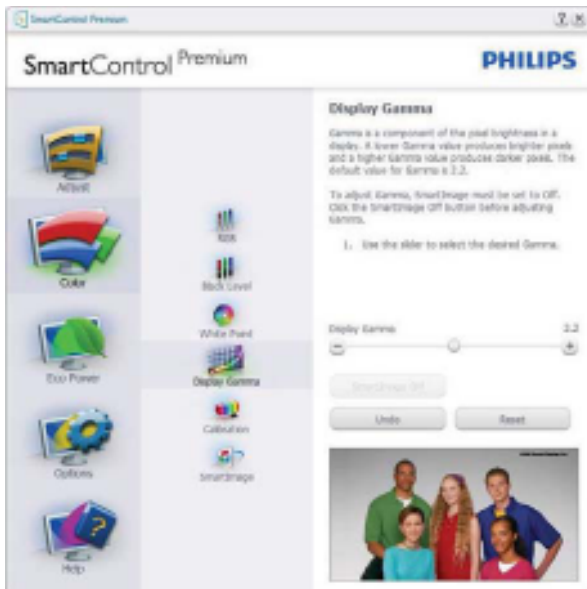 SmartControl Premium
? X
SmartControl Premium
PHILIPS
Adjust
Color
Eco Power
Options
Help
RGB
Black Level
White Point
Display Gamma
Calibration
SmartImage
Display Gamma
Gamma is a component of the pixel brightness in a
display. A lower Gamma value produces brighter pixels
and a higher Gamma value produces darker pixels. The
default value for Gamma is 2.2.
To adjust Gamma, SmartImage must be set to Off.
Click the SmartImage Off button before adjusting
Gamma.
1. Use the slider to select the desired Gamma.
Display Gamma 2.2
SmartImage Off
Undo Reset